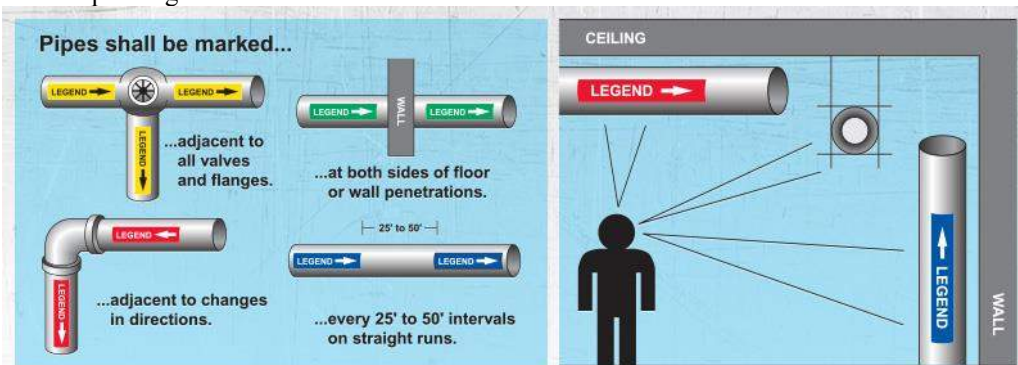 Pipes shall be marked...
LEGEND
LEGEND
LEGEND
...adjacent to
all valves
and flanges.
LEGEND
WALL
LEGEND
...at both sides of floor
or wall penetrations.
LEGEND
LEGEND
...adjacent to changes
in directions.
25' to 50'
LEGEND
LEGEND
...every 25' to 50' intervals
on straight runs.
CEILING
LEGEND
LEGEND
WALL